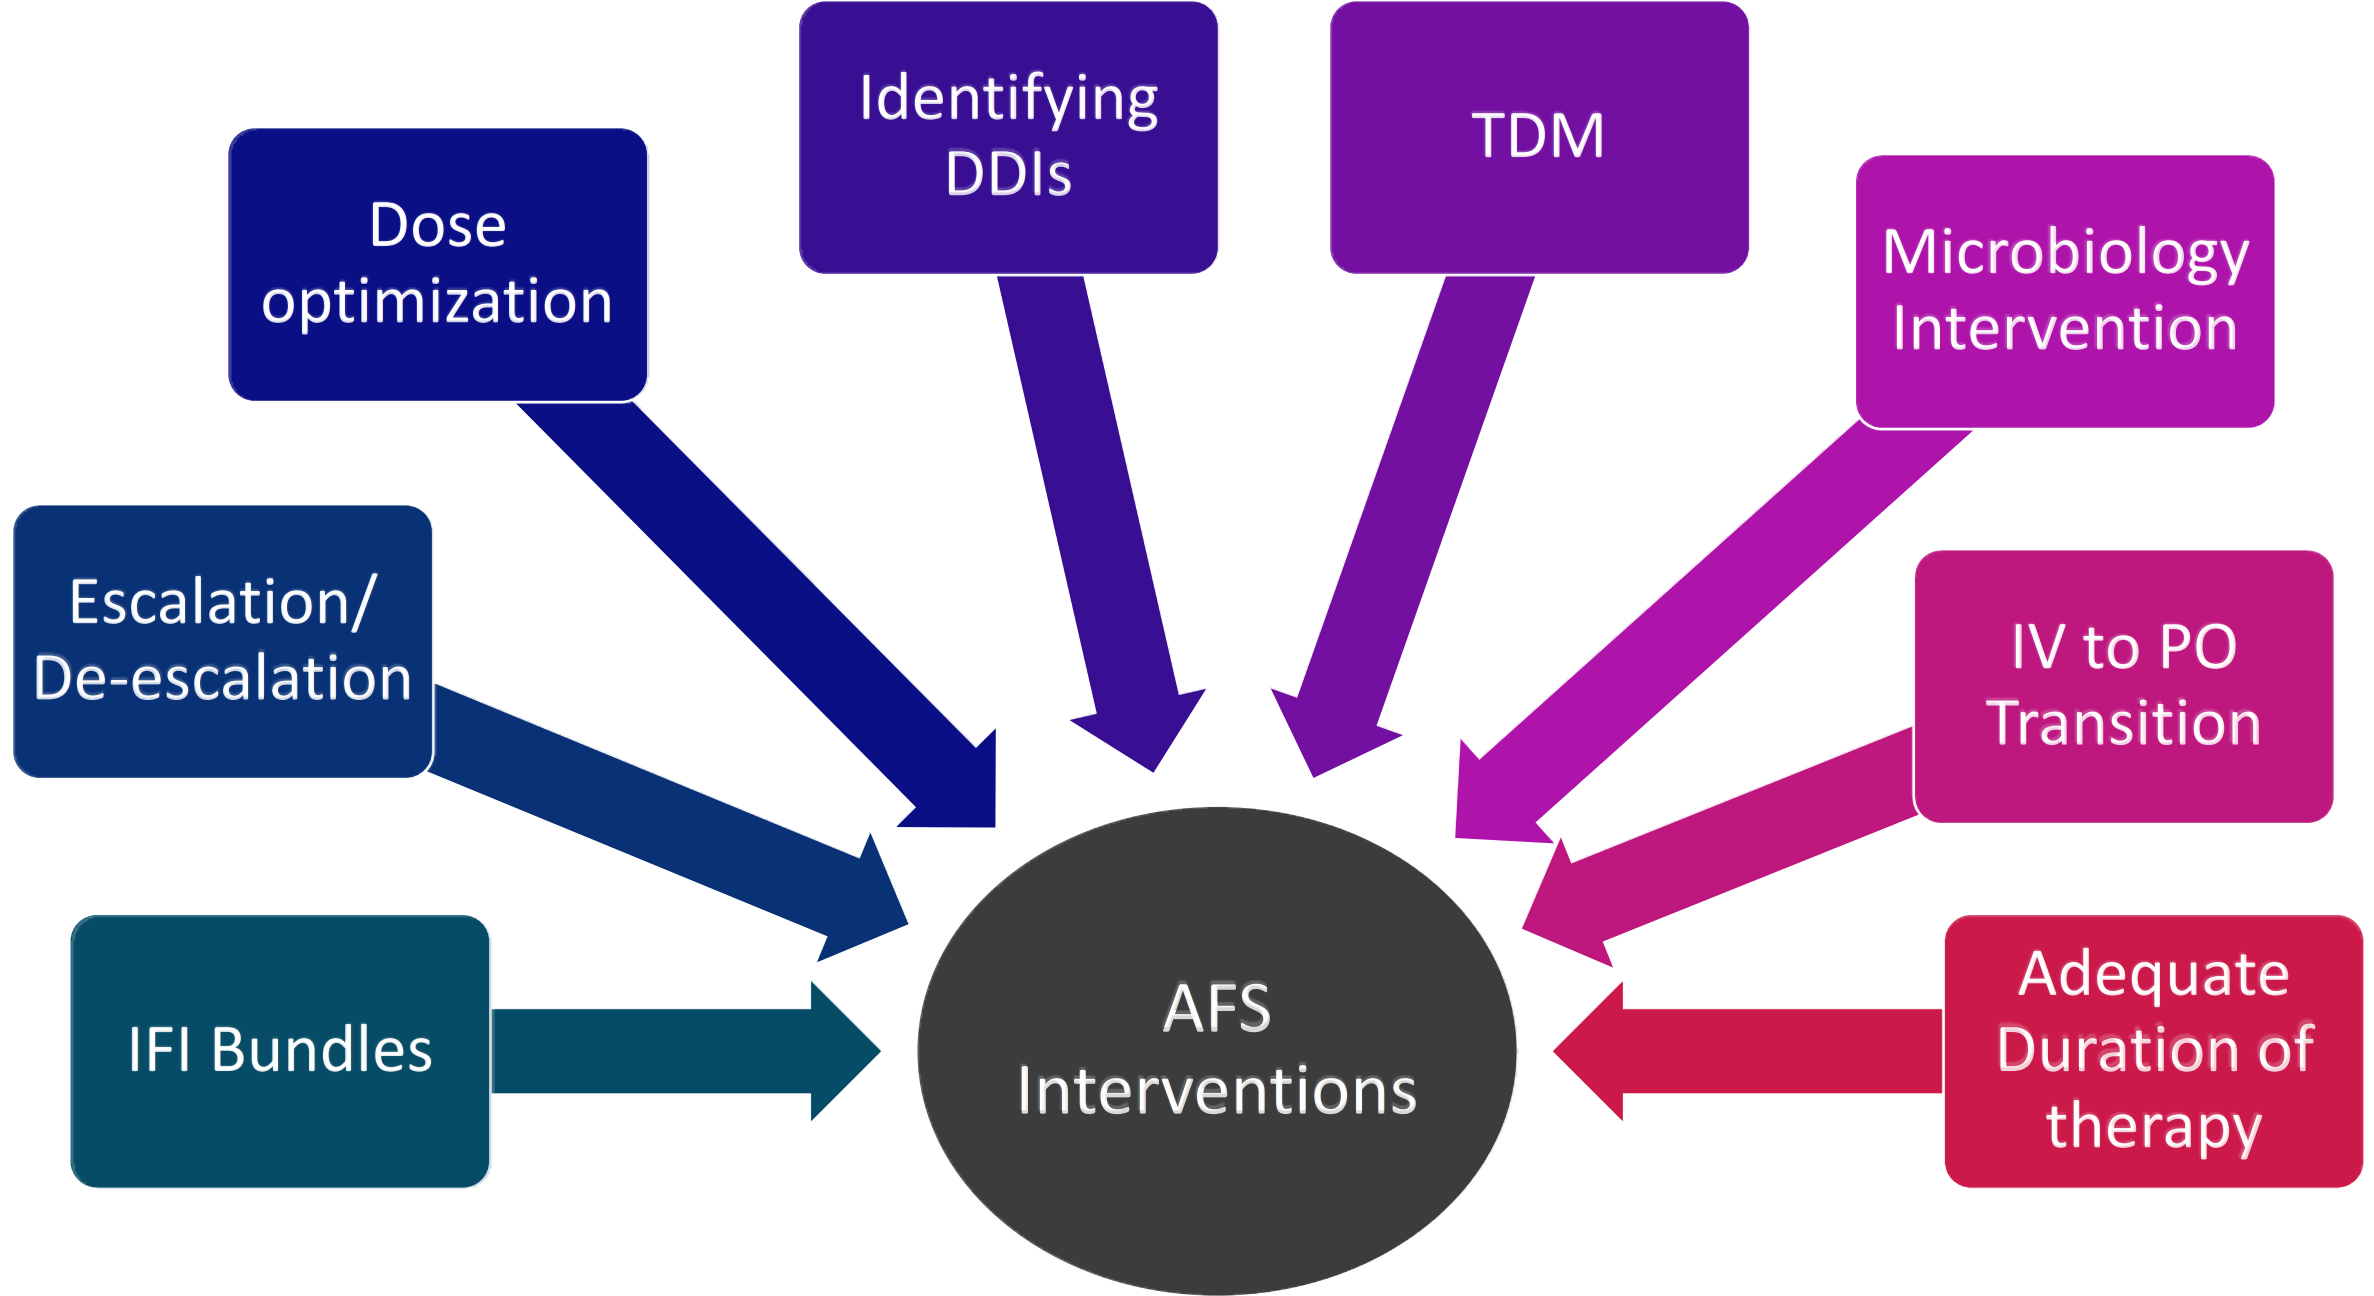 Identifying
DDIs
TDM
Dose
optimization
Microbiology
Intervention
Escalation/
De-escalation
IV to PO
Transition
IFI Bundles
AFS
Interventions
Adequate
Duration of
therapy